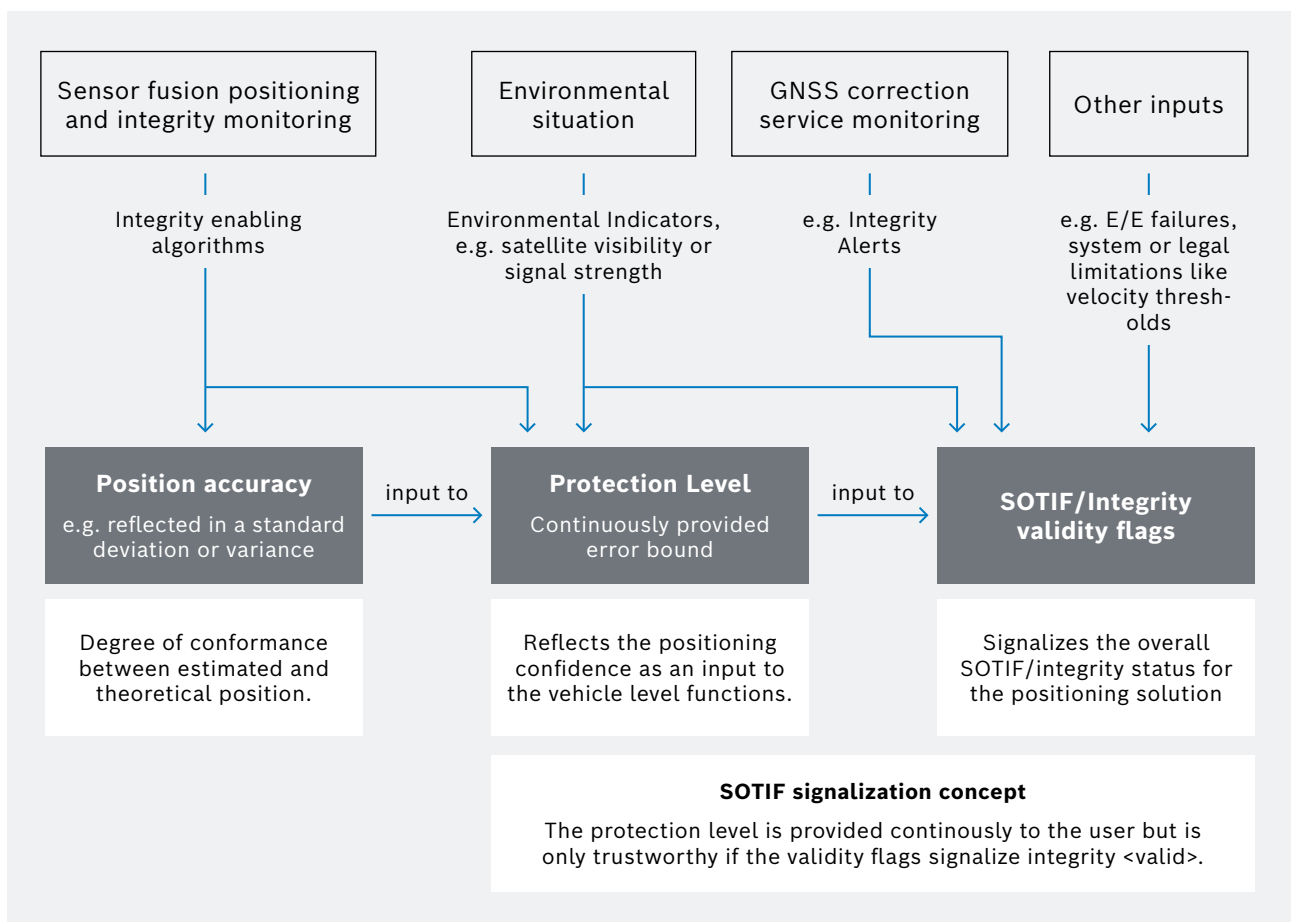 Sensor fusion positioning
and integrity monitoring
Environmental
situation
GNSS correction
service monitoring
Other inputs
Integrity enabling
algorithms
Environmental Indicators,
e.g. satellite visibility or
signal strength
e.g. Integrity
Alerts
e.g. E/E failures,
system or legal
limitations like
velocity thresh-
olds
Position accuracy
e.g. reflected in a standard
deviation or variance
input to
Protection Level
Continuously provided
error bound
input to
SOTIF/Integrity
validity flags
Degree of conformance
between estimated and
theoretical position.
Reflects the positioning
confidence as an input to
the vehicle level functions.
Signalizes the overall
SOTIF/integrity status for
the positioning solution
SOTIF signalization concept
The protection level is provided continously to the user but is
only trustworthy if the validity flags signalize integrity <valid>.